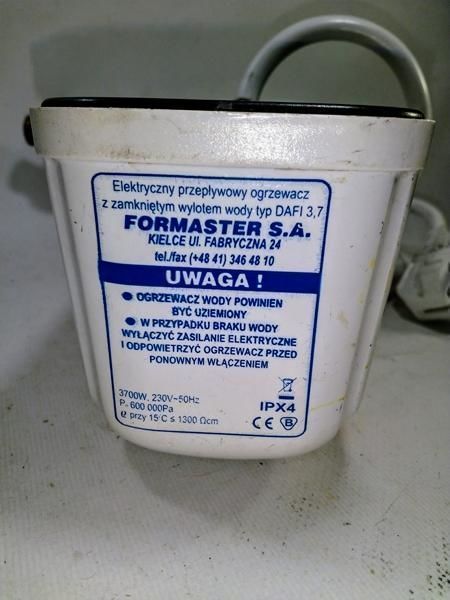 Elektryczny przepływowy ogrzewacz
z zamkniętym wylotem wody typ DAFI 3,7
FORMASTER S.A.
KIELCE Ul. FABRYCZNA 24
tel./fax (+48 41) 346 48 10
UWAGA !
● OGRZEWACZ WODY POWINIEN
BYĆ UZIEMIONY
● W PRZYPADKU BRAKU WODY
WYŁĄCZYĆ ZASILANIE ELEKTRYCZNE
I ODPOWIETRZYĆ OGRZEWACZ PRZED
PONOWNYM WŁĄCZENIEM
3700W, 230V~50Hz
P- 600 000Pa
ϱ przy 15°C ≤ 1300 Ωcm
IPX4
CE B